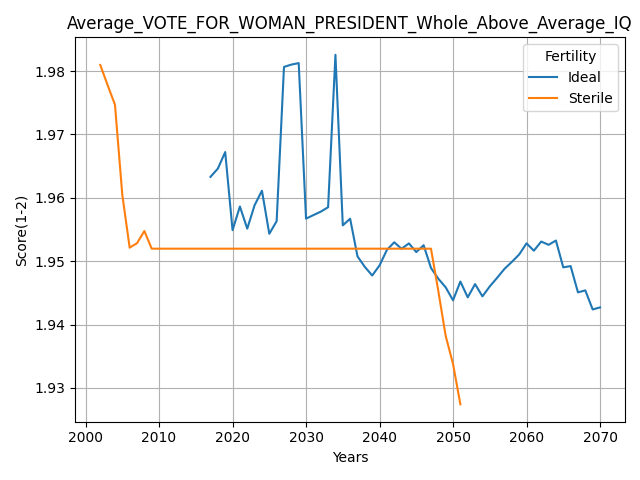 Average_VOTE_FOR_WOMAN_PRESIDENT_Whole_Above_Average_IQ
Fertility
Ideal
Sterile
Score(1-2)
1.98
1.97
1.96
1.95
1.94
1.93
2000 2010 2020 2030 2040 2050 2060 2070
Years